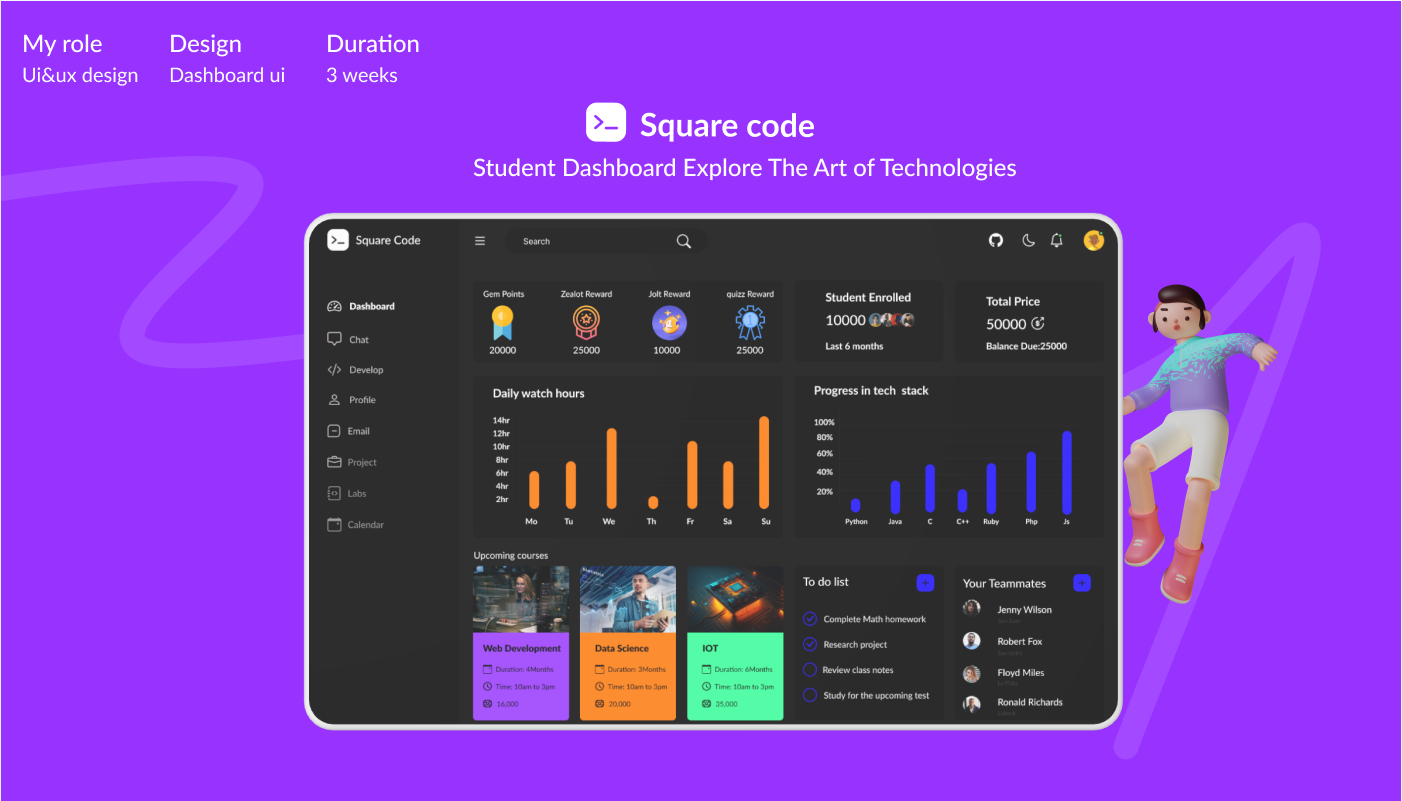 My role
Ui&ux design
Design
Dashboard ui
Duration
3 weeks
>_ Square code
Student Dashboard Explore The Art of Technologies
>_ Square Code
Search
Dashboard
Chat
Develop
Profile
Email
Project
Labs
Calendar
Gem Points
20000
Zealot Reward
25000
Jolt Reward
10000
quizz Reward
25000
Student Enrolled
10000
Last 6 months
Total Price
50000
Balance Due:25000
Daily watch hours
14hr
12hr
10hr
8hr
6hr
4hr
2hr
Mo Tu We Th Fr Sa Su
Progress in tech stack
100%
80%
60%
40%
20%
Python Java C C++ Ruby Php Js
Upcoming courses
Web Development
Duration: 4Months
Time: 10am to 3pm
16,000
Data Science
Duration: 3Months
Time: 10am to 3pm
20,000
IOT
Duration: 6Months
Time: 10am to 3pm
35,000
To do list
Complete Math homework
Research project
Review class notes
Study for the upcoming test
Your Teammates
Jenny Wilson
Robert Fox
Floyd Miles
Ronald Richards